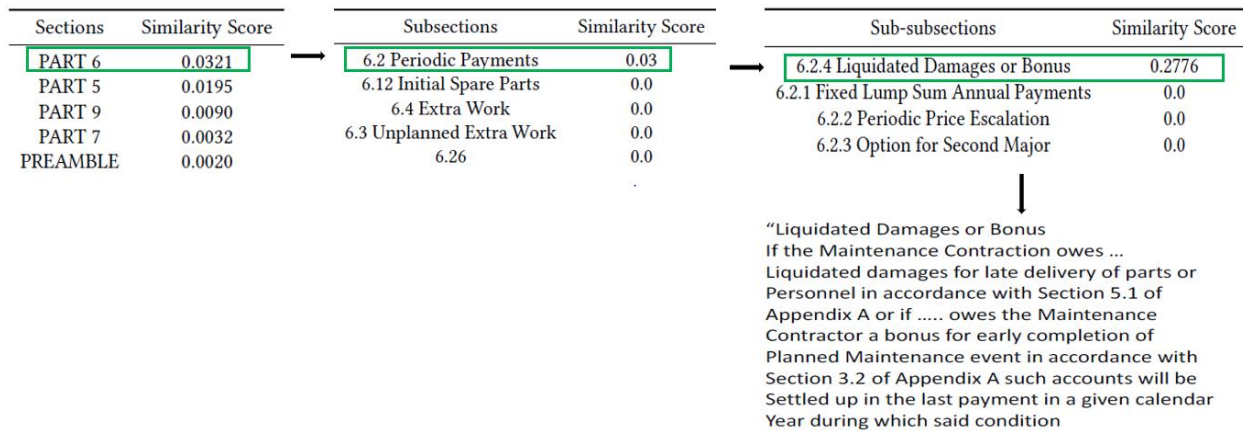 Sections Similarity Score
PART 6 0.0321
PART 5 0.0195
PART 9 0.0090
PART 7 0.0032
PREAMBLE 0.0020
Subsections Similarity Score
6.2 Periodic Payments 0.03
6.12 Initial Spare Parts 0.0
6.4 Extra Work 0.0
6.3 Unplanned Extra Work 0.0
6.26 0.0
Sub-subsections Similarity Score
6.2.4 Liquidated Damages or Bonus 0.2776
6.2.1 Fixed Lump Sum Annual Payments 0.0
6.2.2 Periodic Price Escalation 0.0
6.2.3 Option for Second Major 0.0
“Liquidated Damages or Bonus
If the Maintenance Contraction owes ...
Liquidated damages for late delivery of parts or
Personnel in accordance with Section 5.1 of
Appendix A or if ..... owes the Maintenance
Contractor a bonus for early completion of
Planned Maintenance event in accordance with
Section 3.2 of Appendix A such accounts will be
Settled up in the last payment in a given calendar
Year during which said condition